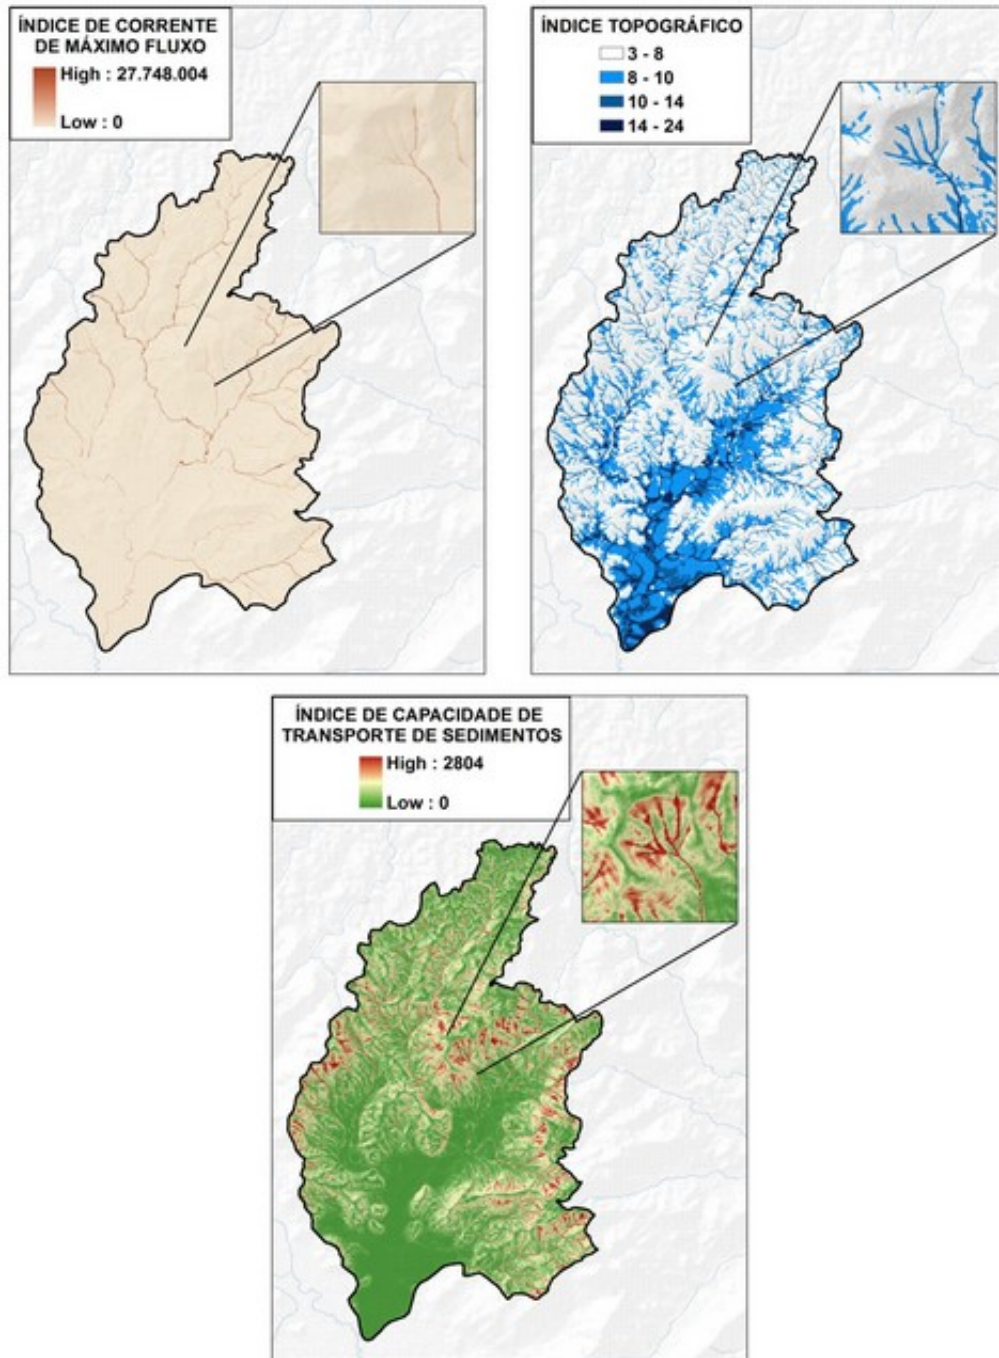 ÍNDICE DE CORRENTE
DE MÁXIMO FLUXO
High : 27.748.004
Low : 0
ÍNDICE TOPOGRÁFICO
3 - 8
8 - 10
10 - 14
14 - 24
ÍNDICE DE CAPACIDADE DE
TRANSPORTE DE SEDIMENTOS
High : 2804
Low : 0